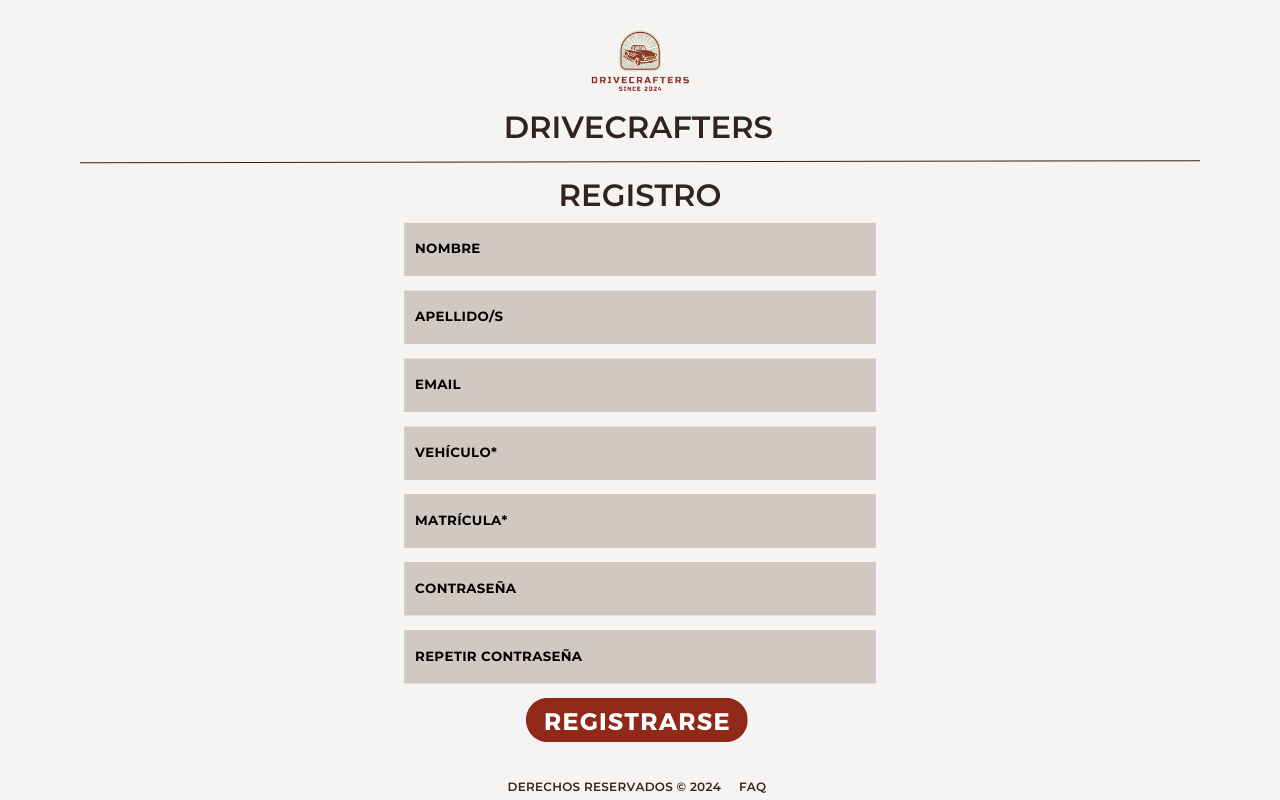 DRIVECRAFTERS
SINCE 2024
DRIVECRAFTERS
REGISTRO
NOMBRE
APELLIDO/S
EMAIL
VEHÍCULO*
MATRÍCULA*
CONTRASEÑA
REPETIR CONTRASEÑA
REGISTRARSE
DERECHOS RESERVADOS © 2024 FAQ